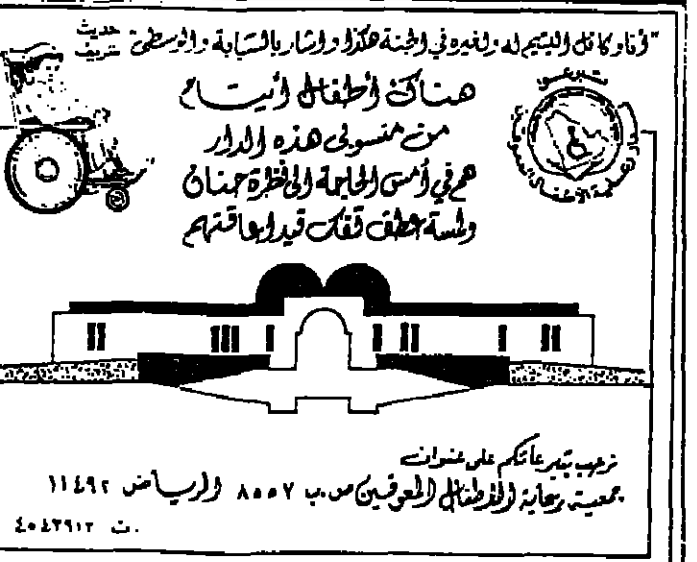 "أنا وكافل اليتيم له ولغيره في الجنة هكذا وأشار بالسبابة والوسطى" حديث شريف
هناك أطفال أيتام
من منسوبي هذه الدار
هم في أمس الحاجة الى نظرة حنان
ولمسة عطف تفك قيد إعاقتهم
نرحب بتبرعاتكم على عنوان
جمعية رعاية الأطفال المعوقين ص.ب ٨٥٥٧ الرياض ١١٤٩٢
ت. ٤٠٤٣٩١٢